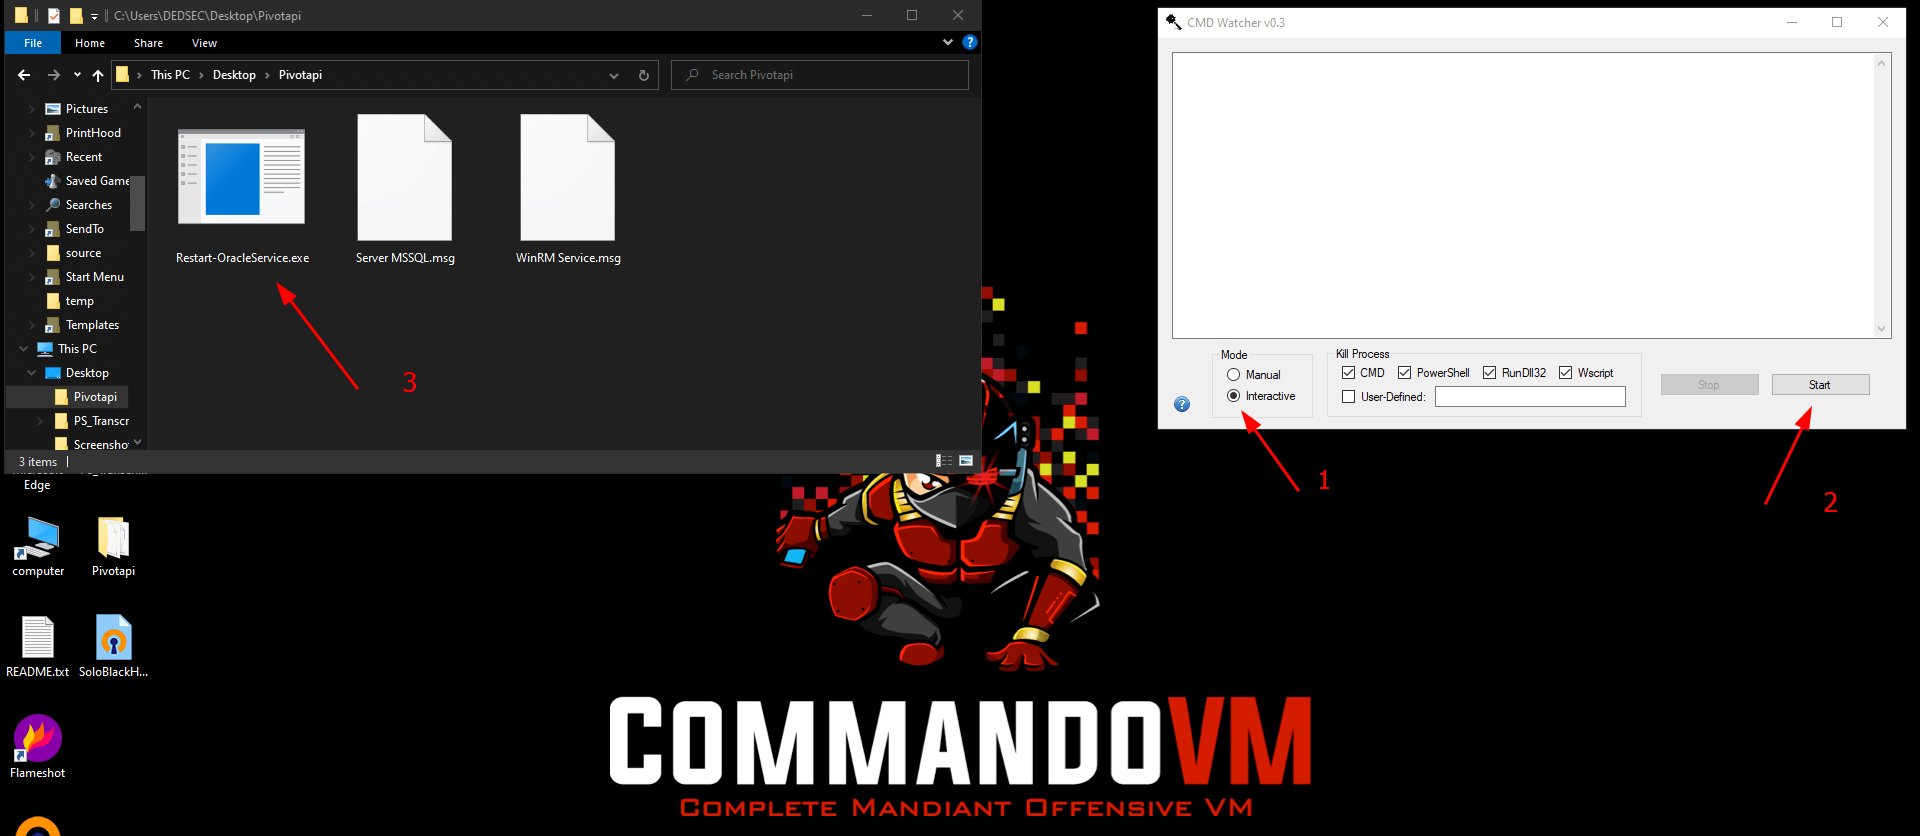 C:\Users\DEDSEC\Desktop\Pivotapi
File Home Share View
This PC Desktop Pivotapi
Search Pivotapi
Pictures
PrintHood
Recent
Saved Game
Searches
SendTo
source
Start Menu
temp
Templates
This PC
Desktop
Pivotapi
PS_Transcr
Screensho
Restart-OracleService.exe
Server MSSQL.msg
WinRM Service.msg
3
3 items
Edge
computer
Pivotapi
README.txt
SoloBlackH...
Flameshot
CMD Watcher v0.3
Mode
Manual
Interactive
Kill Process
CMD PowerShell RunDll32 Wscript
User-Defined:
Stop
Start
1
2
COMMANDOVM
COMPLETE MANDIANT OFFENSIVE VM